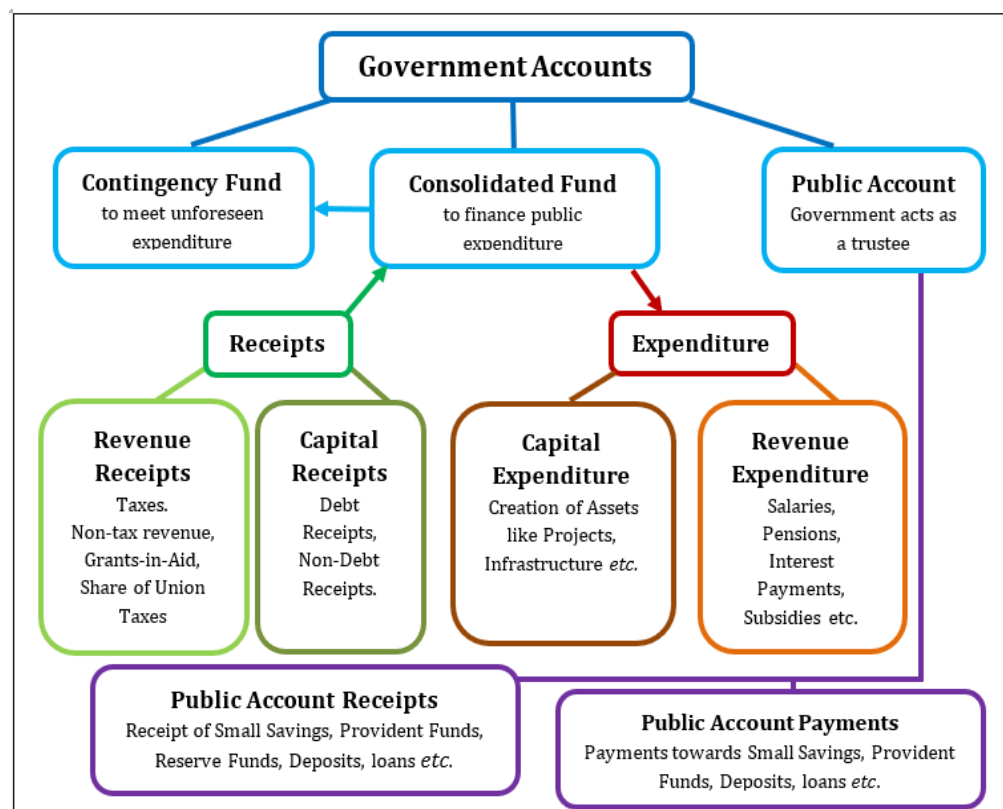 Government Accounts
Contingency Fund
to meet unforeseen
expenditure
Consolidated Fund
to finance public
expenditure
Public Account
Government acts as
a trustee
Receipts
Expenditure
Revenue
Receipts
Taxes.
Non-tax revenue,
Grants-in-Aid,
Share of Union
Taxes
Capital
Receipts
Debt
Receipts,
Non-Debt
Receipts.
Capital
Expenditure
Creation of Assets
like Projects,
Infrastructure etc.
Revenue
Expenditure
Salaries,
Pensions,
Interest
Payments,
Subsidies etc.
Public Account Receipts
Receipt of Small Savings, Provident Funds,
Reserve Funds, Deposits, loans etc.
Public Account Payments
Payments towards Small Savings, Provident
Funds, Deposits, loans etc.